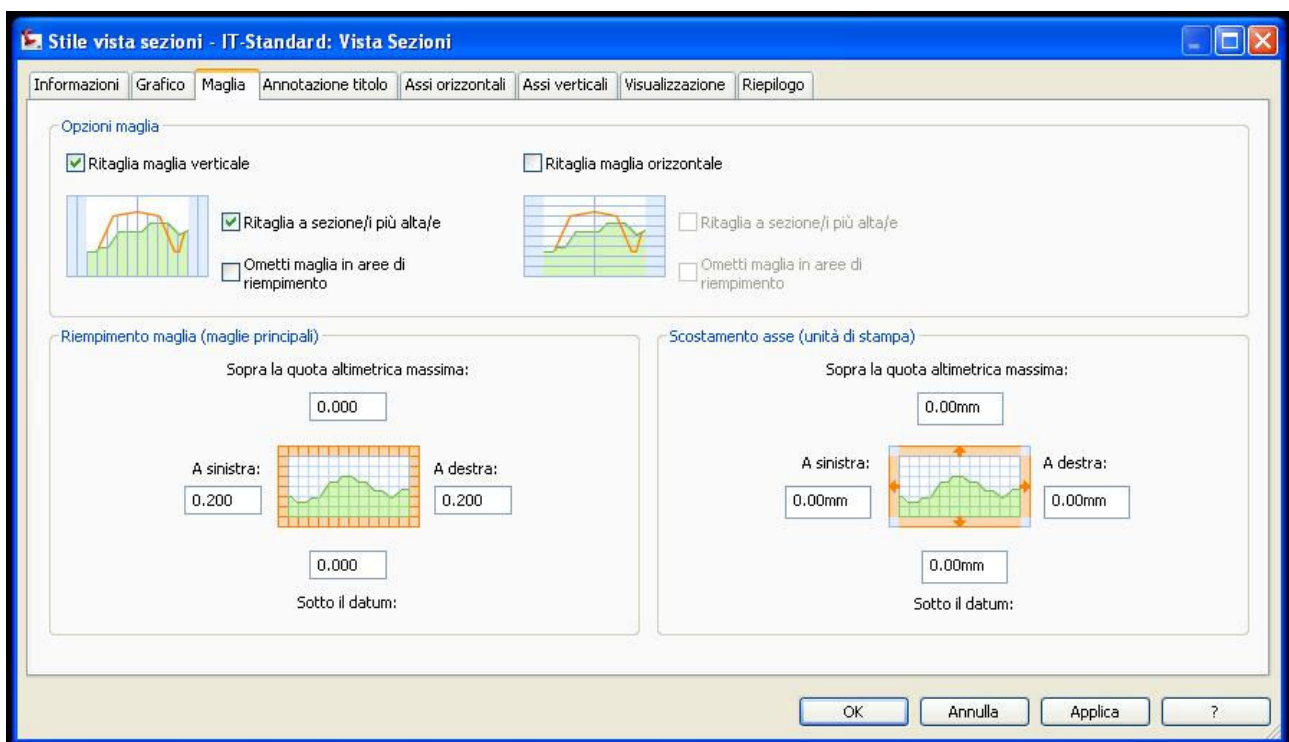 Stile vista sezioni - IT-Standard: Vista Sezioni
Informazioni Grafico Maglia Annotazione titolo Assi orizzontali Assi verticali Visualizzazione Riepilogo
Opzioni maglia
Ritaglia maglia verticale
Ritaglia maglia orizzontale
Ritaglia a sezione/i più alta/e
Ometti maglia in aree di
riempimento
Ritaglia a sezione/i più alta/e
Ometti maglia in aree di
riempimento
Riempimento maglia (maglie principali)
Sopra la quota altimetrica massima:
0.000
A sinistra:
0.200
A destra:
0.200
0.000
Sotto il datum:
Scostamento asse (unità di stampa)
Sopra la quota altimetrica massima:
0.00mm
A sinistra:
0.00mm
A destra:
0.00mm
0.00mm
Sotto il datum:
OK Annulla Applica ?